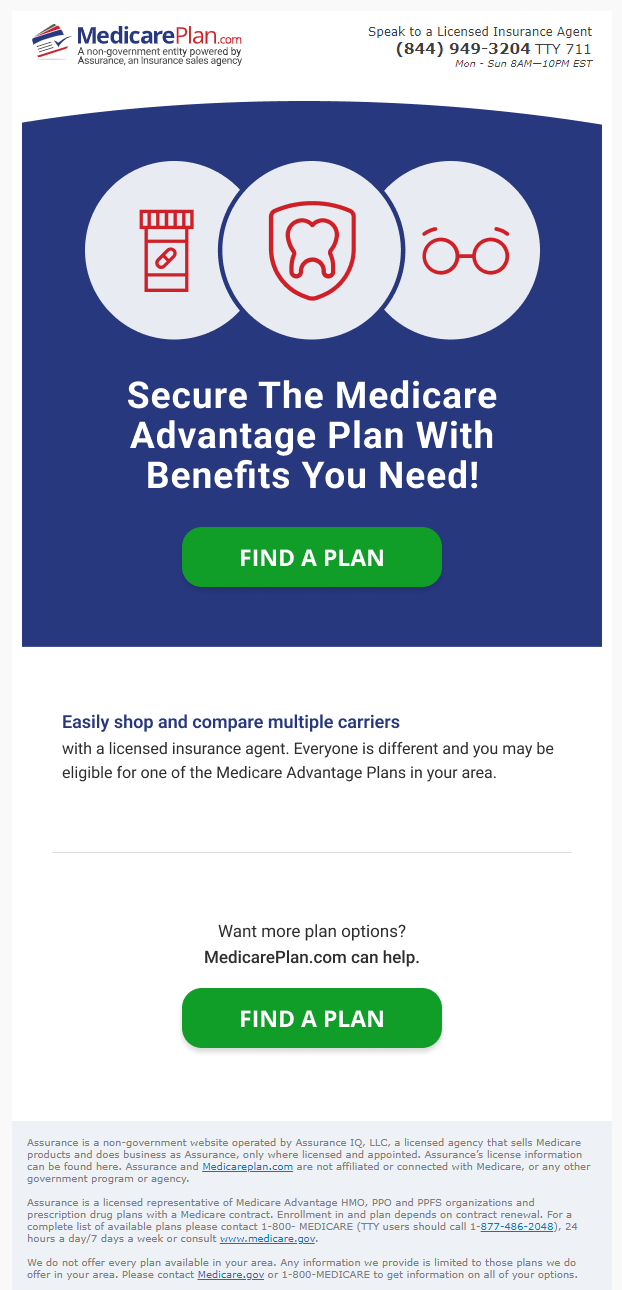 MedicarePlan.com
A non-government entity powered by
Assurance, an Insurance sales agency
Speak to a Licensed Insurance Agent
(844) 949-3204 TTY 711
Mon - Sun 8AM—10PM EST
Secure The Medicare
Advantage Plan With
Benefits You Need!
FIND A PLAN
Easily shop and compare multiple carriers
with a licensed insurance agent. Everyone is different and you may be
eligible for one of the Medicare Advantage Plans in your area.
Want more plan options?
MedicarePlan.com can help.
FIND A PLAN
Assurance is a non-government website operated by Assurance IQ, LLC, a licensed agency that sells Medicare
products and does business as Assurance, only where licensed and appointed. Assurance's license information
can be found here. Assurance and Medicareplan.com are not affiliated or connected with Medicare, or any other
government program or agency.
Assurance is a licensed representative of Medicare Advantage HMO, PPO and PPFS organizations and
prescription drug plans with a Medicare contract. Enrollment in and plan depends on contract renewal. For a
complete list of available plans please contact 1-800- MEDICARE (TTY users should call 1-877-486-2048), 24
hours a day/7 days a week or consult www.medicare.gov.
We do not offer every plan available in your area. Any information we provide is limited to those plans we do
offer in your area. Please contact Medicare.gov or 1-800-MEDICARE to get information on all of your options.